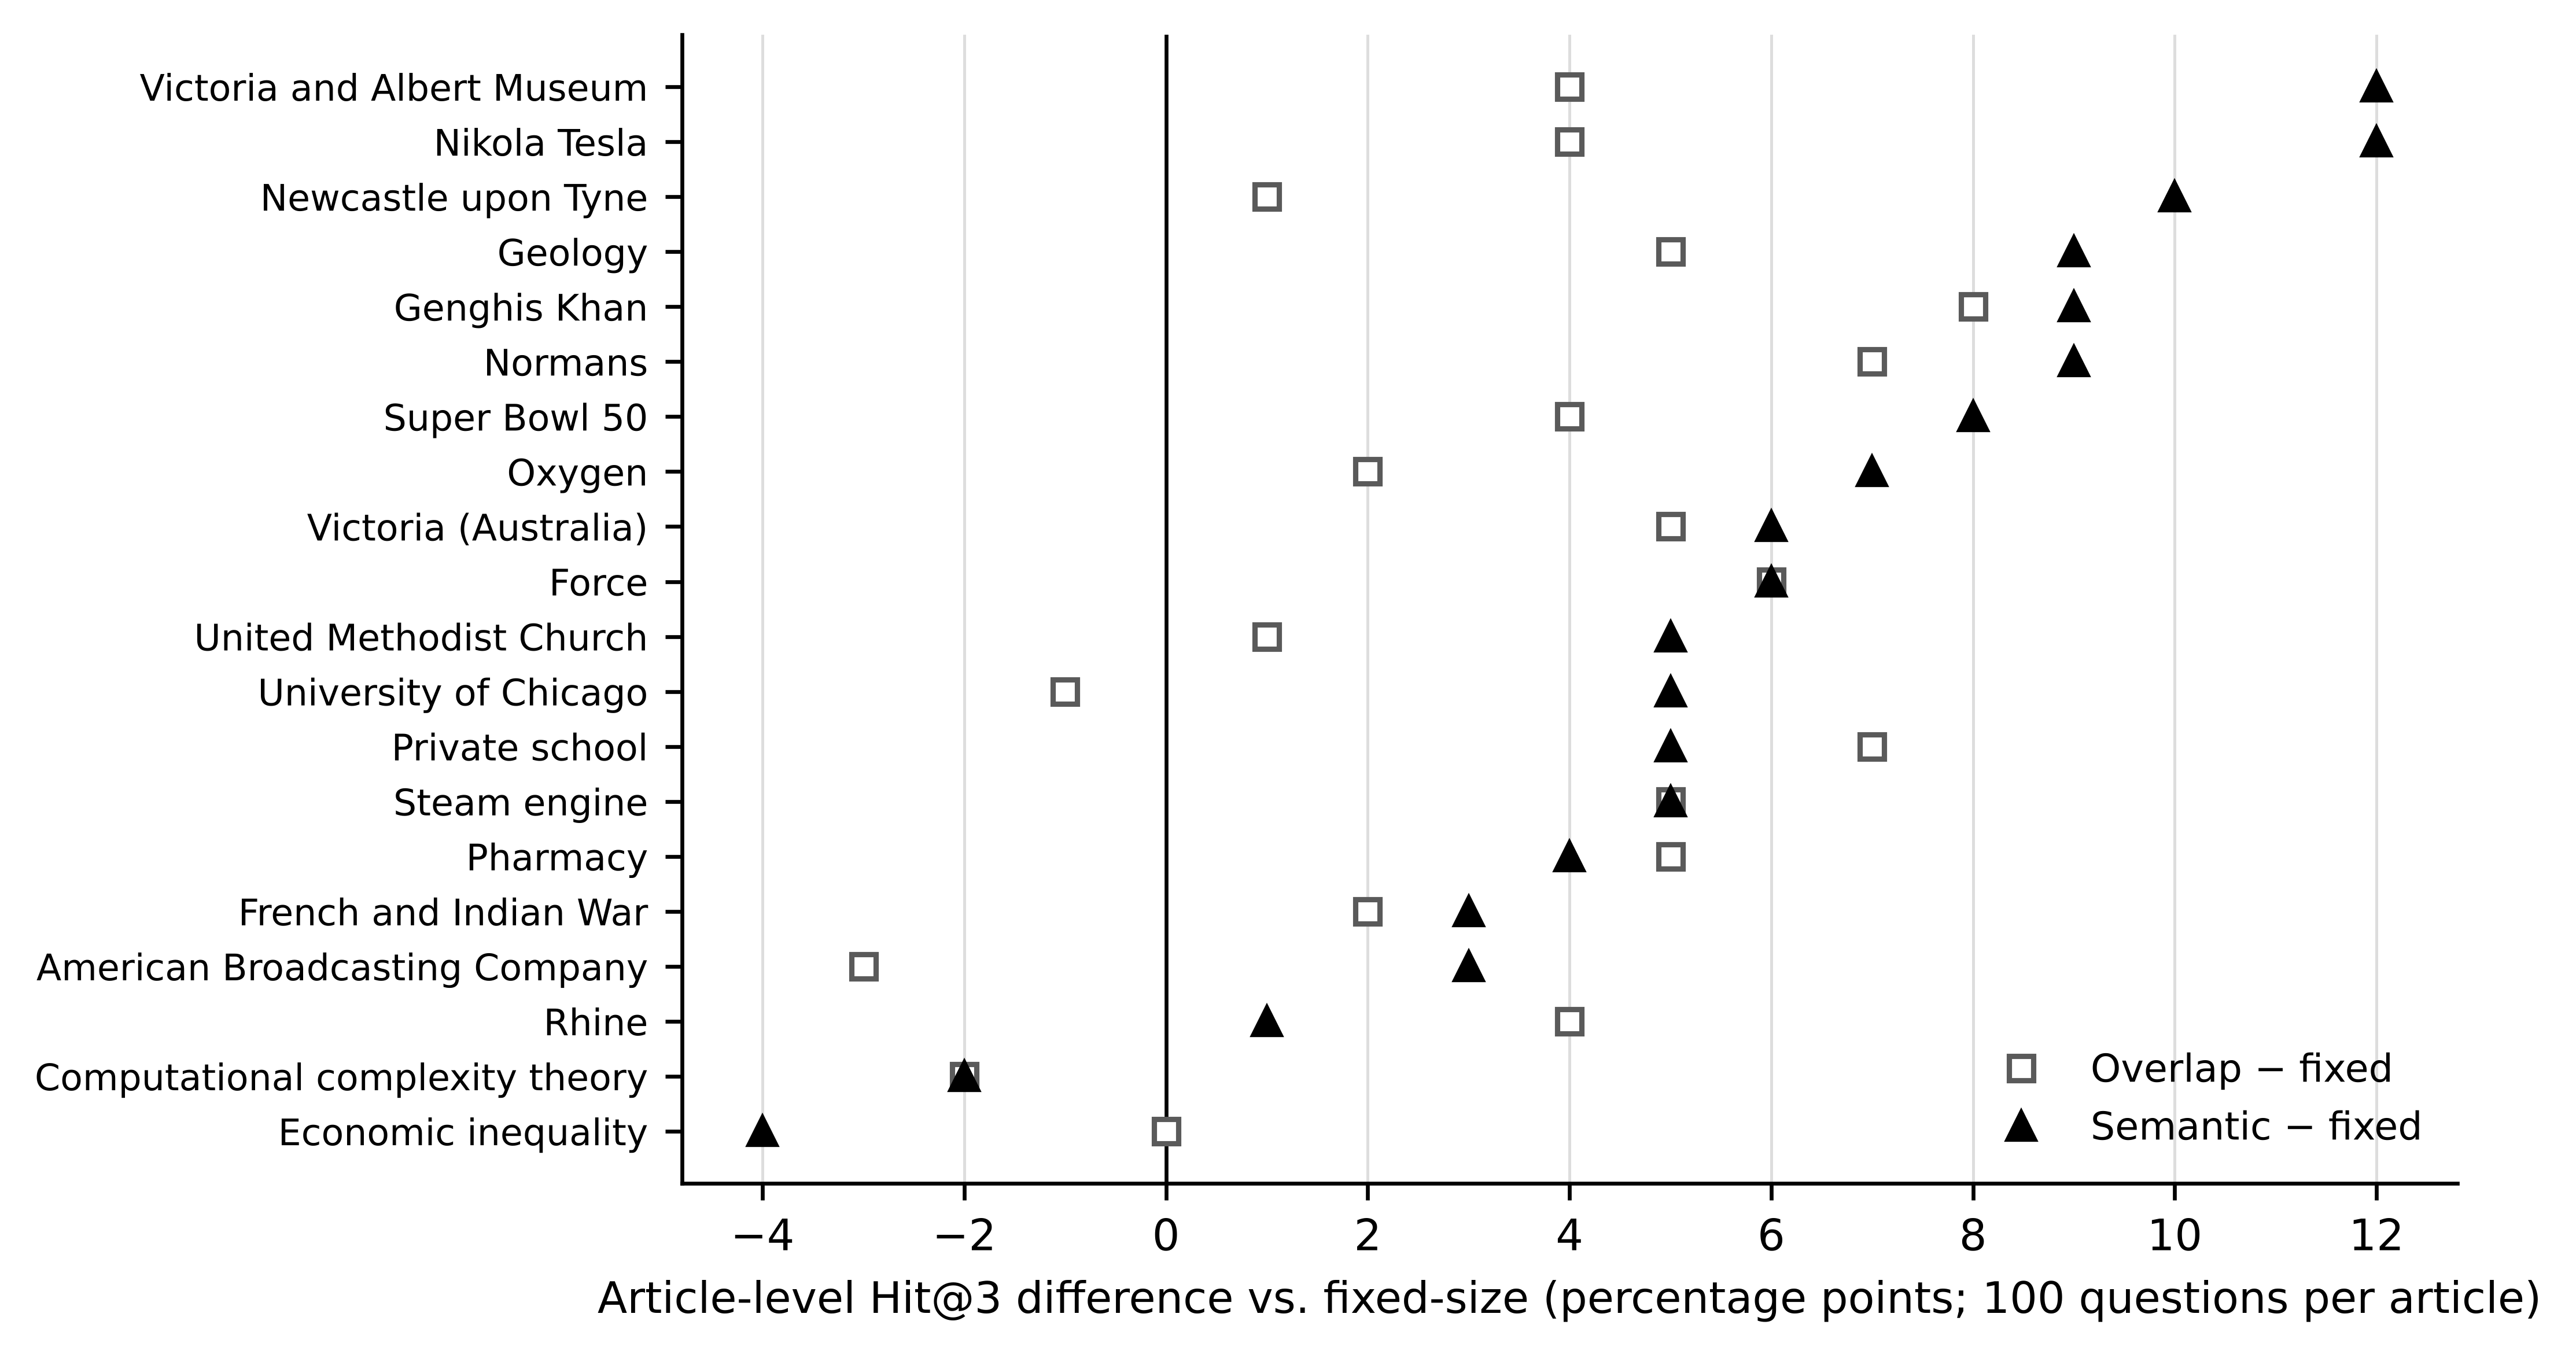 Victoria and Albert Museum
Nikola Tesla
Newcastle upon Tyne
Geology
Genghis Khan
Normans
Super Bowl 50
Oxygen
Victoria (Australia)
Force
United Methodist Church
University of Chicago
Private school
Steam engine
Pharmacy
French and Indian War
American Broadcasting Company
Rhine
Computational complexity theory
Economic inequality
Overlap − fixed
Semantic − fixed
−4 −2 0 2 4 6 8 10 12
Article-level Hit@3 difference vs. fixed-size (percentage points; 100 questions per article)